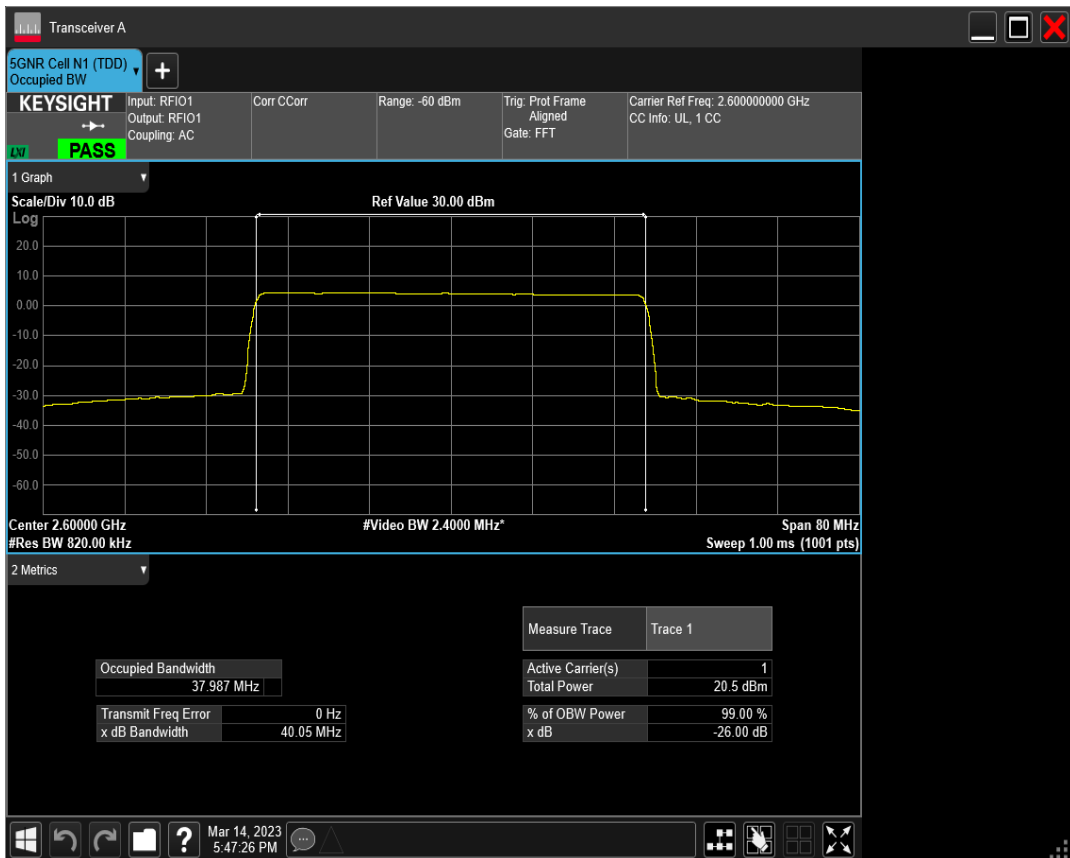 Transceiver A
5GNR Cell N1 (TDD)
Occupied BW
KEYSIGHT
LXI
PASS
Input: RFIO1
Output: RFIO1
Coupling: AC
Corr CCorr
Range: -60 dBm
Trig: Prot Frame
Aligned
Gate: FFT
Carrier Ref Freq: 2.600000000 GHz
CC Info: UL, 1 CC
1 Graph
Scale/Div 10.0 dB
Ref Value 30.00 dBm
Log
20.0
10.0
0.00
-10.0
-20.0
-30.0
-40.0
-50.0
-60.0
Center 2.60000 GHz
#Video BW 2.4000 MHz*
Span 80 MHz
#Res BW 820.00 kHz
Sweep 1.00 ms (1001 pts)
2 Metrics
Measure Trace Trace 1
Occupied Bandwidth
37.987 MHz
Active Carrier(s) 1
Total Power 20.5 dBm
Transmit Freq Error 0 Hz
x dB Bandwidth 40.05 MHz
% of OBW Power 99.00 %
x dB -26.00 dB
?
Mar 14, 2023
5:47:26 PM